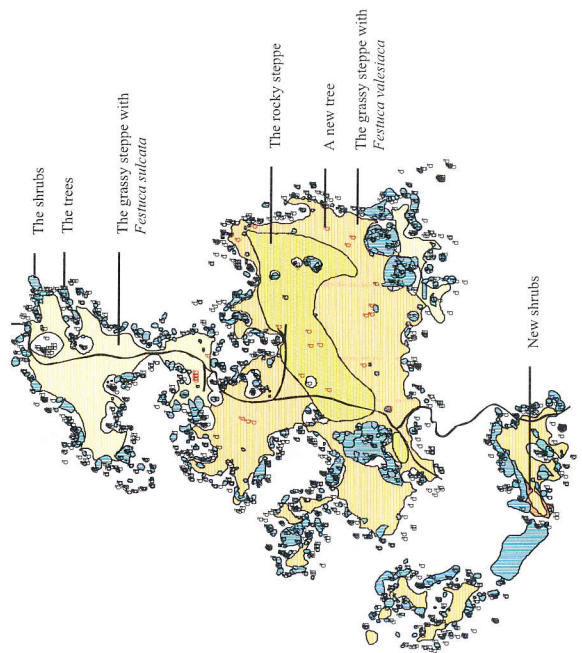 The shrubs
The trees
The grassy steppe with
Festuca sulcata
The rocky steppe
A new tree
The grassy steppe with
Festuca valesiaca
New shrubs